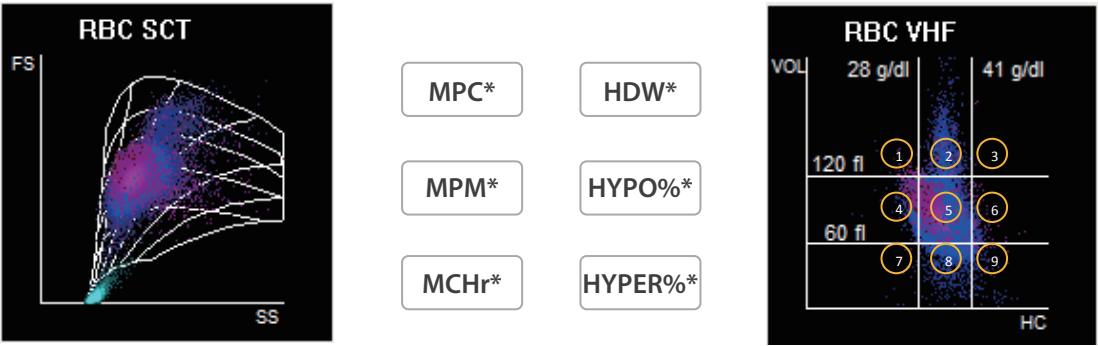 RBC SCT
FS
SS
MPC*
HDW*
MPM*
HYPO%*
MCHr*
HYPER%*
RBC VHF
VOL
28 g/dl
41 g/dl
1
2
3
120 fl
4
5
6
60 fl
7
8
9
HC